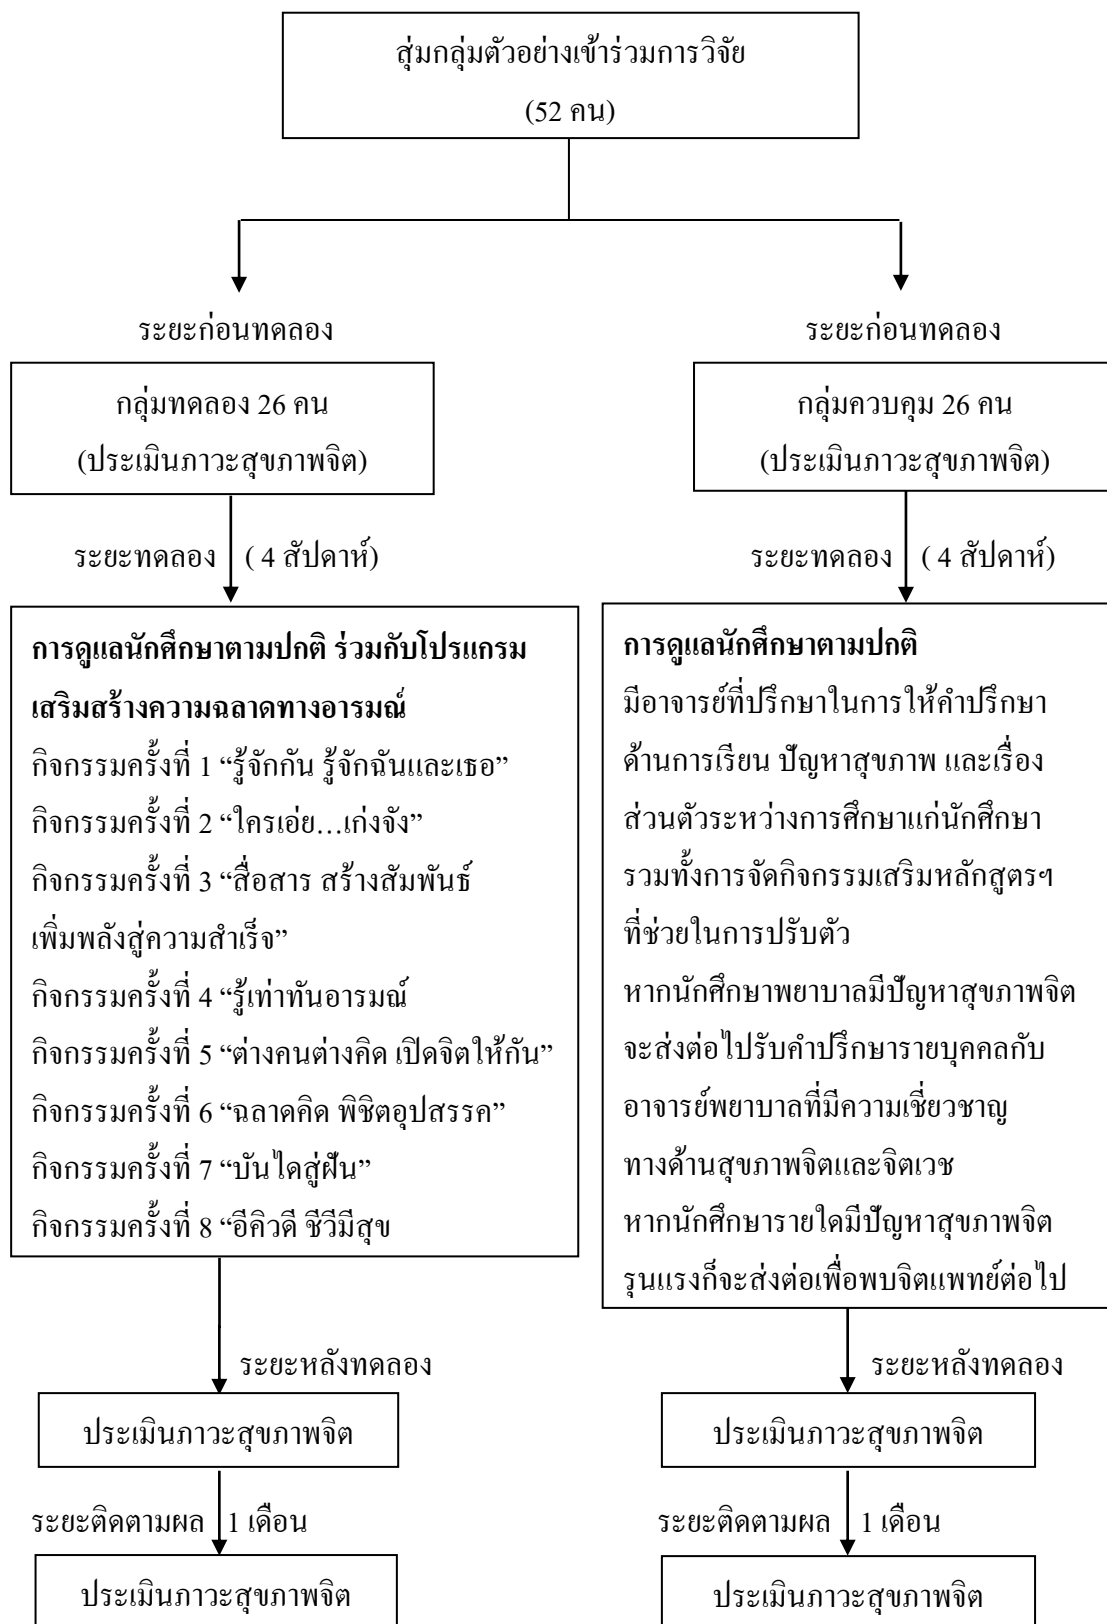 สุ่มกลุ่มตัวอย่างเข้าร่วมการวิจัย
(52 คน)
ระยะก่อนทดลอง
กลุ่มทดลอง 26 คน
(ประเมินภาวะสุขภาพจิต)
ระยะทดลอง ( 4 สัปดาห์)
การดูแลนักศึกษาตามปกติ ร่วมกับโปรแกรม
เสริมสร้างความฉลาดทางอารมณ์
กิจกรรมครั้งที่ 1 “รู้จักกัน รู้จักฉันและเธอ”
กิจกรรมครั้งที่ 2 “ใครเอ่ย…เก่งจัง”
กิจกรรมครั้งที่ 3 “สื่อสาร สร้างสัมพันธ์
เพิ่มพลังสู่ความสำเร็จ”
กิจกรรมครั้งที่ 4 “รู้เท่าทันอารมณ์
กิจกรรมครั้งที่ 5 “ต่างคนต่างคิด เปิดจิตให้กัน”
กิจกรรมครั้งที่ 6 “ฉลาดคิด พิชิตอุปสรรค”
กิจกรรมครั้งที่ 7 “บันไดสู่ฝัน”
กิจกรรมครั้งที่ 8 “อีคิวดี ชีวีมีสุข
ระยะหลังทดลอง
ประเมินภาวะสุขภาพจิต
ระยะติดตามผล 1 เดือน
ประเมินภาวะสุขภาพจิต
ระยะก่อนทดลอง
กลุ่มควบคุม 26 คน
(ประเมินภาวะสุขภาพจิต)
ระยะทดลอง ( 4 สัปดาห์)
การดูแลนักศึกษาตามปกติ
มีอาจารย์ที่ปรึกษาในการให้คำปรึกษา
ด้านการเรียน ปัญหาสุขภาพ และเรื่อง
ส่วนตัวระหว่างการศึกษาแก่นักศึกษา
รวมทั้งการจัดกิจกรรมเสริมหลักสูตรฯ
ที่ช่วยในการปรับตัว
หากนักศึกษาพยาบาลมีปัญหาสุขภาพจิต
จะส่งต่อไปรับคำปรึกษารายบุคคลกับ
อาจารย์พยาบาลที่มีความเชี่ยวชาญ
ทางด้านสุขภาพจิตและจิตเวช
หากนักศึกษารายใดมีปัญหาสุขภาพจิต
รุนแรงก็จะส่งต่อเพื่อพบจิตแพทย์ต่อไป
ระยะหลังทดลอง
ประเมินภาวะสุขภาพจิต
ระยะติดตามผล 1 เดือน
ประเมินภาวะสุขภาพจิต